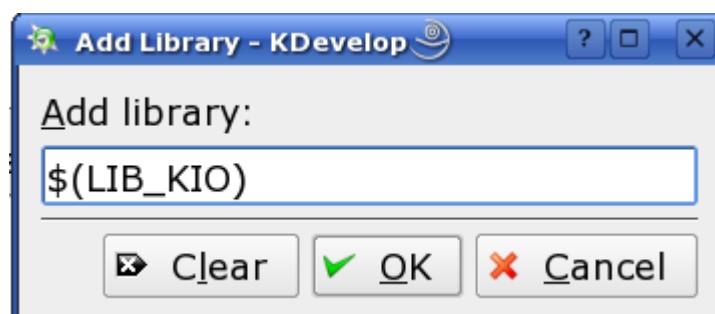 Add Library - KDevelop ?
Add library:
$(LIB_KIO)
Clear OK Cancel